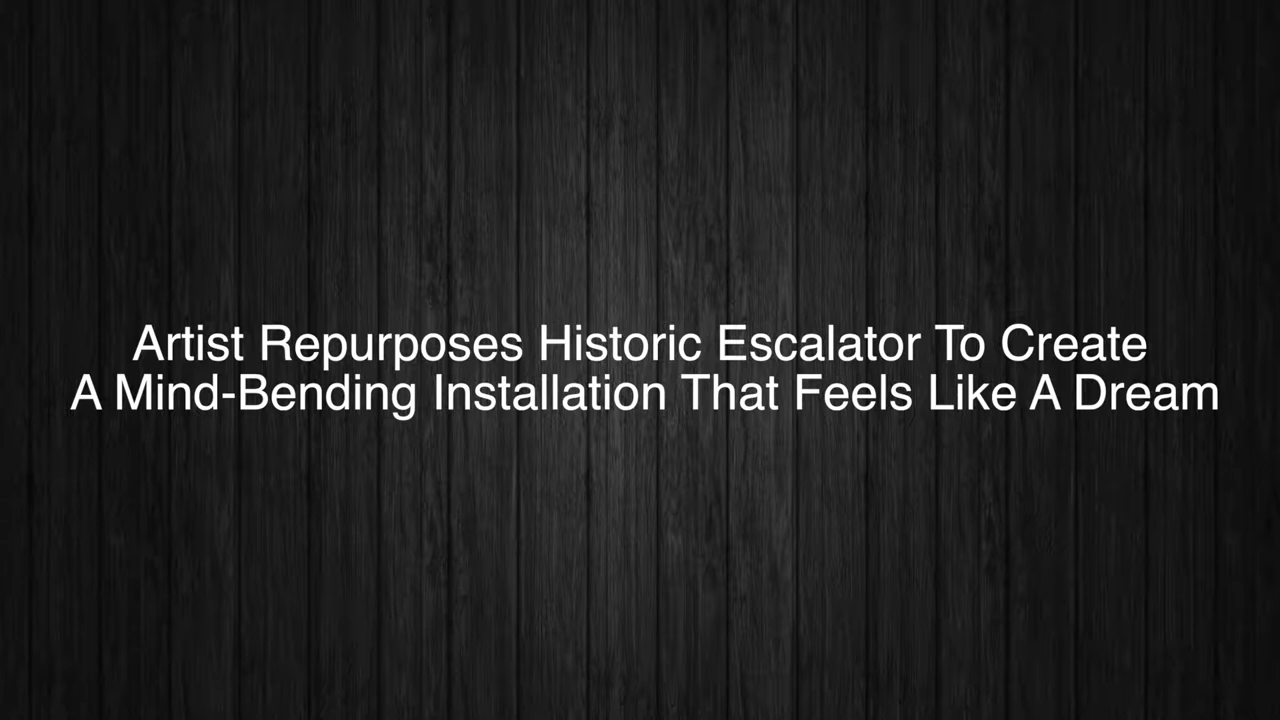 Artist Repurposes Historic Escalator To Create
A Mind-Bending Installation That Feels Like A Dream